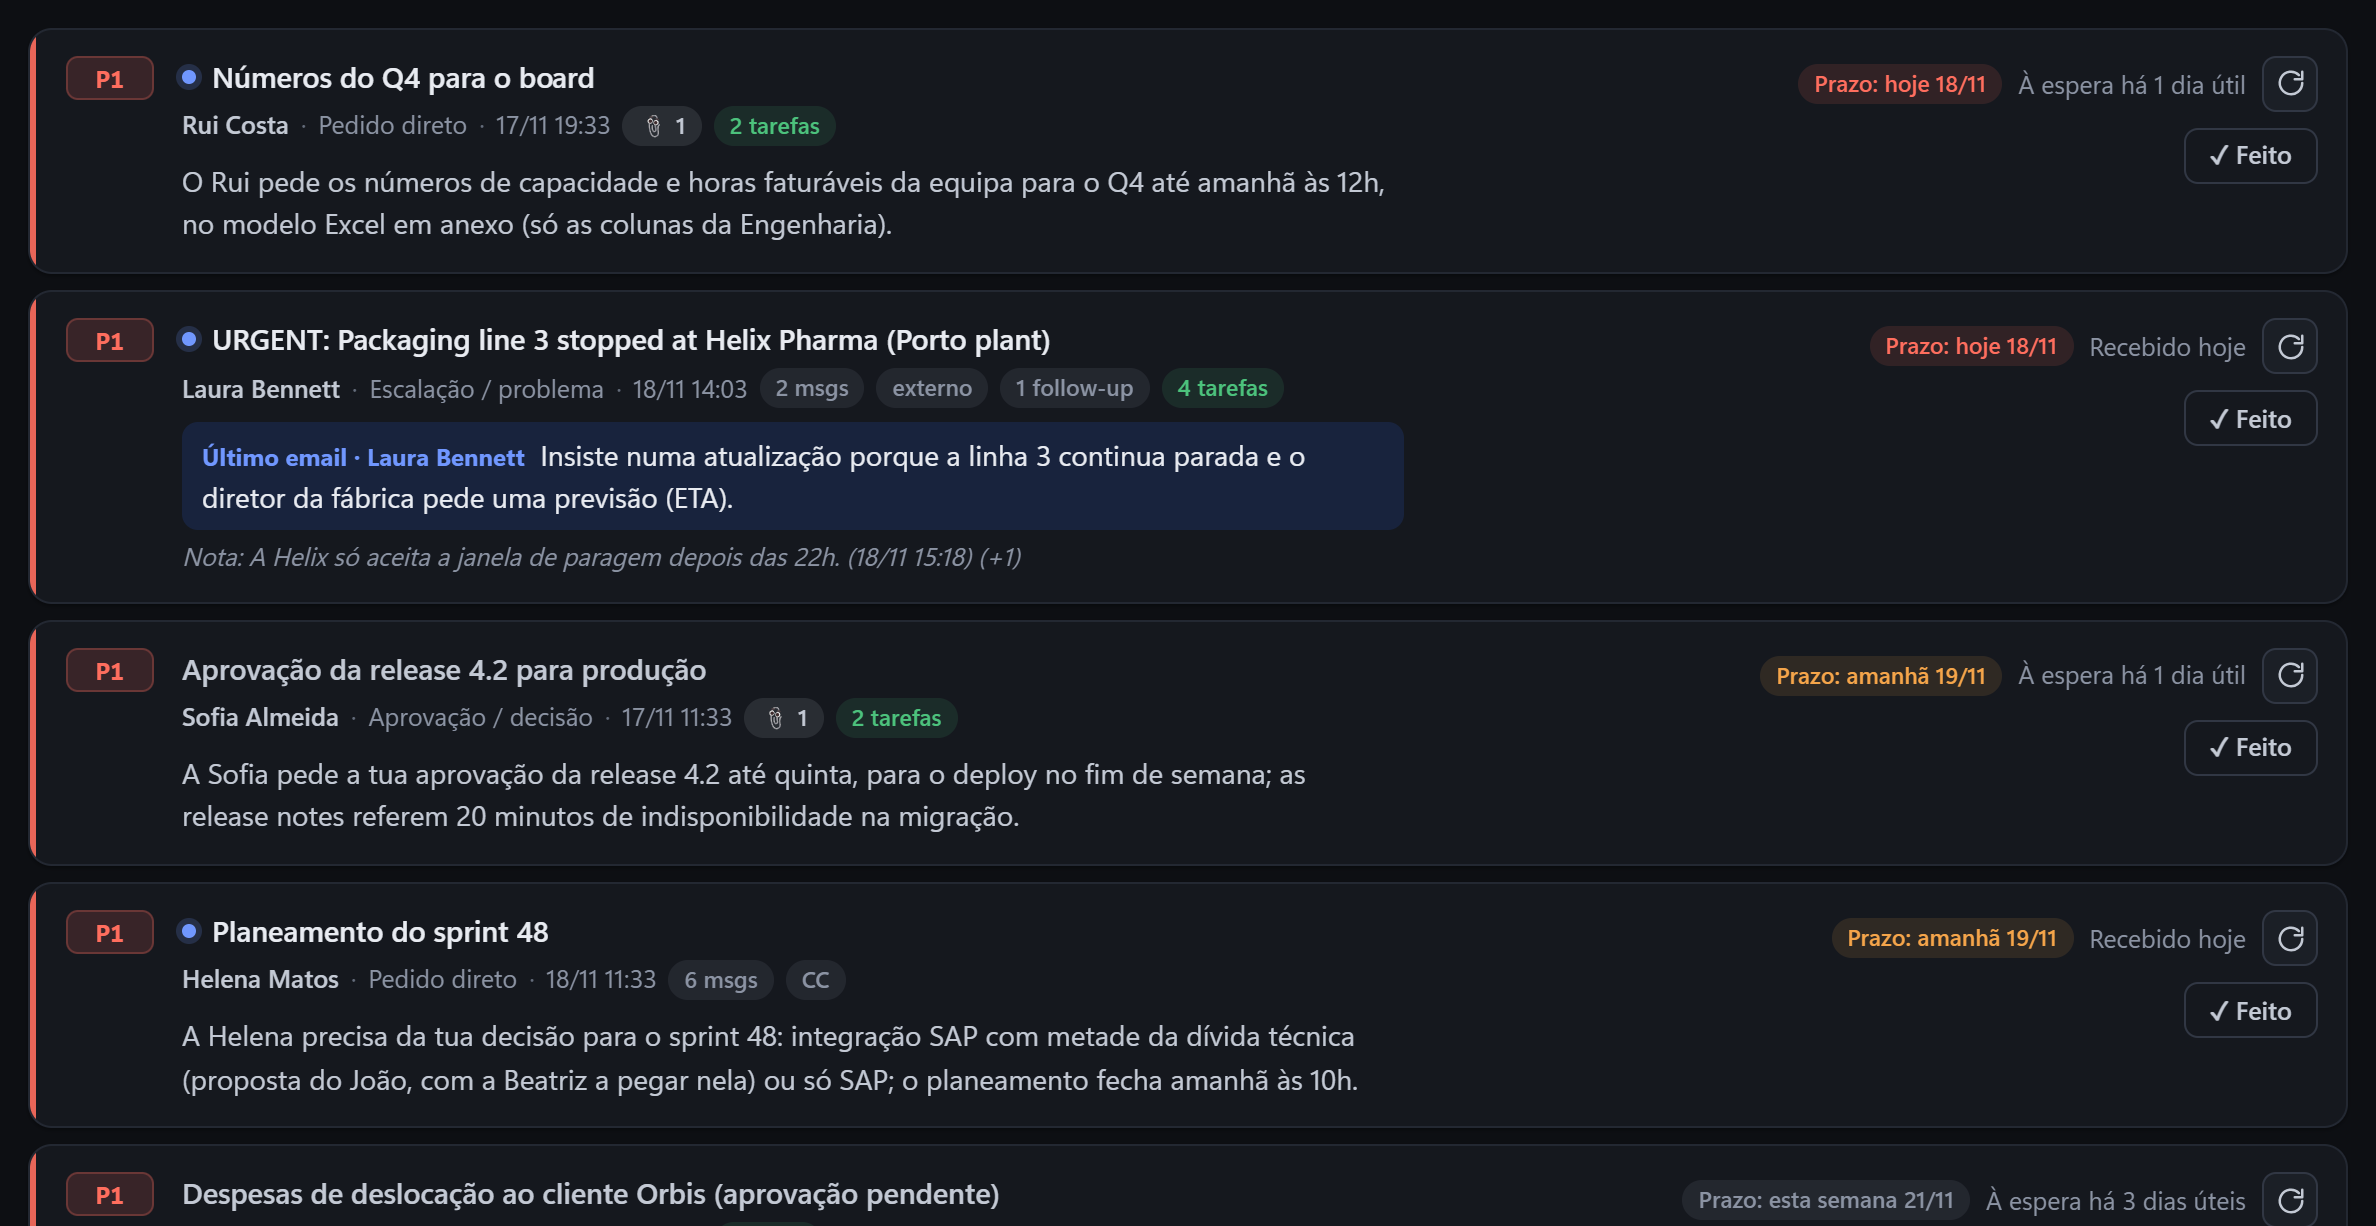 P1 Números do Q4 para o board Prazo: hoje 18/11 À espera há 1 dia útil
Rui Costa · Pedido direto · 17/11 19:33 1 2 tarefas
✓ Feito
O Rui pede os números de capacidade e horas faturáveis da equipa para o Q4 até amanhã às 12h,
no modelo Excel em anexo (só as colunas da Engenharia).
P1 URGENT: Packaging line 3 stopped at Helix Pharma (Porto plant) Prazo: hoje 18/11 Recebido hoje
Laura Bennett · Escalação / problema · 18/11 14:03 2 msgs externo 1 follow-up 4 tarefas
✓ Feito
Último email · Laura Bennett Insiste numa atualização porque a linha 3 continua parada e o
diretor da fábrica pede uma previsão (ETA).
Nota: A Helix só aceita a janela de paragem depois das 22h. (18/11 15:18) (+1)
P1 Aprovação da release 4.2 para produção Prazo: amanhã 19/11 À espera há 1 dia útil
Sofia Almeida · Aprovação / decisão · 17/11 11:33 1 2 tarefas
✓ Feito
A Sofia pede a tua aprovação da release 4.2 até quinta, para o deploy no fim de semana; as
release notes referem 20 minutos de indisponibilidade na migração.
P1 Planeamento do sprint 48 Prazo: amanhã 19/11 Recebido hoje
Helena Matos · Pedido direto · 18/11 11:33 6 msgs CC
✓ Feito
A Helena precisa da tua decisão para o sprint 48: integração SAP com metade da dívida técnica
(proposta do João, com a Beatriz a pegar nela) ou só SAP; o planeamento fecha amanhã às 10h.
P1 Despesas de deslocação ao cliente Orbis (aprovação pendente) Prazo: esta semana 21/11 À espera há 3 dias úteis